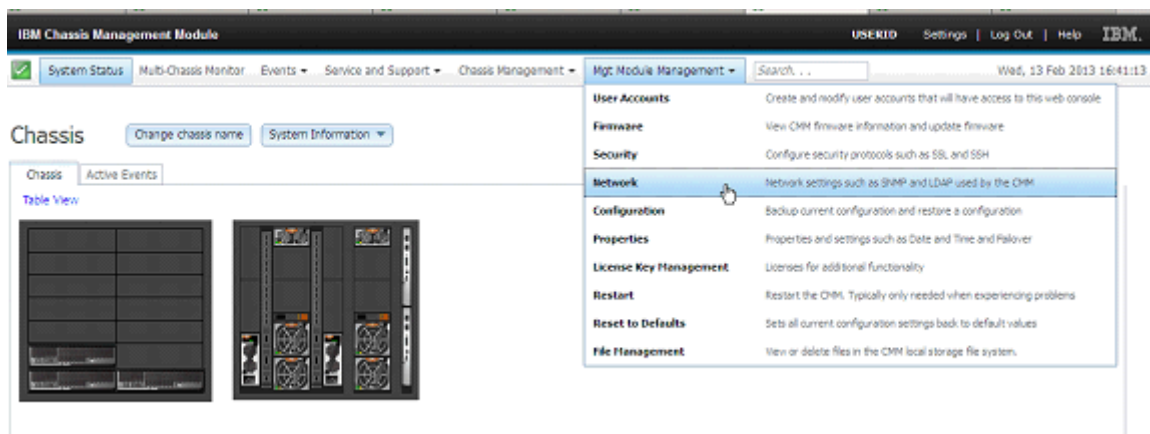 IBM Chassis Management Module USERID Settings | Log Out | Help IBM.
System Status Multi-Chassis Monitor Events Service and Support Chassis Management Mgt Module Management Search. . . Wed, 13 Feb 2013 16:41:13
User Accounts Create and modify user accounts that will have access to this web console
Firmware View CMM firmware information and update firmware
Chassis Change chassis name System Information
Security Configure security protocols such as SSL and SSH
Chassis Active Events
Network Network settings such as SNMP and LDAP used by the CMM
Table View
Configuration Backup current configuration and restore a configuration
Properties Properties and settings such as Date and Time and Failover
License Key Management Licenses for additional functionality
Restart Restart the CMM. Typically only needed when experiencing problems
Reset to Defaults Sets all current configuration settings back to default values
File Management View or delete files in the CMM local storage file system.